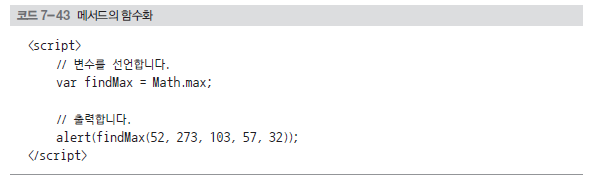 코드 7-43 메서드의 함수화
<script>
// 변수를 선언합니다.
var findMax = Math.max;
// 출력합니다.
alert(findMax(52, 273, 103, 57, 32));
</script>